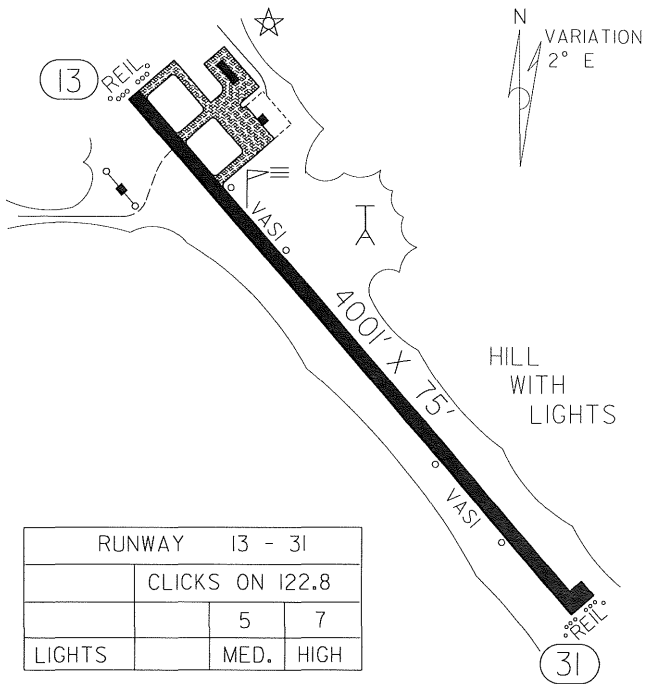 N
VARIATION
2° E
13
REIL
VASI
4001' X 75'
HILL
WITH
LIGHTS
VASI
REIL
31
RUNWAY 13 - 31
CLICKS ON 122.8
5 7
LIGHTS MED. HIGH